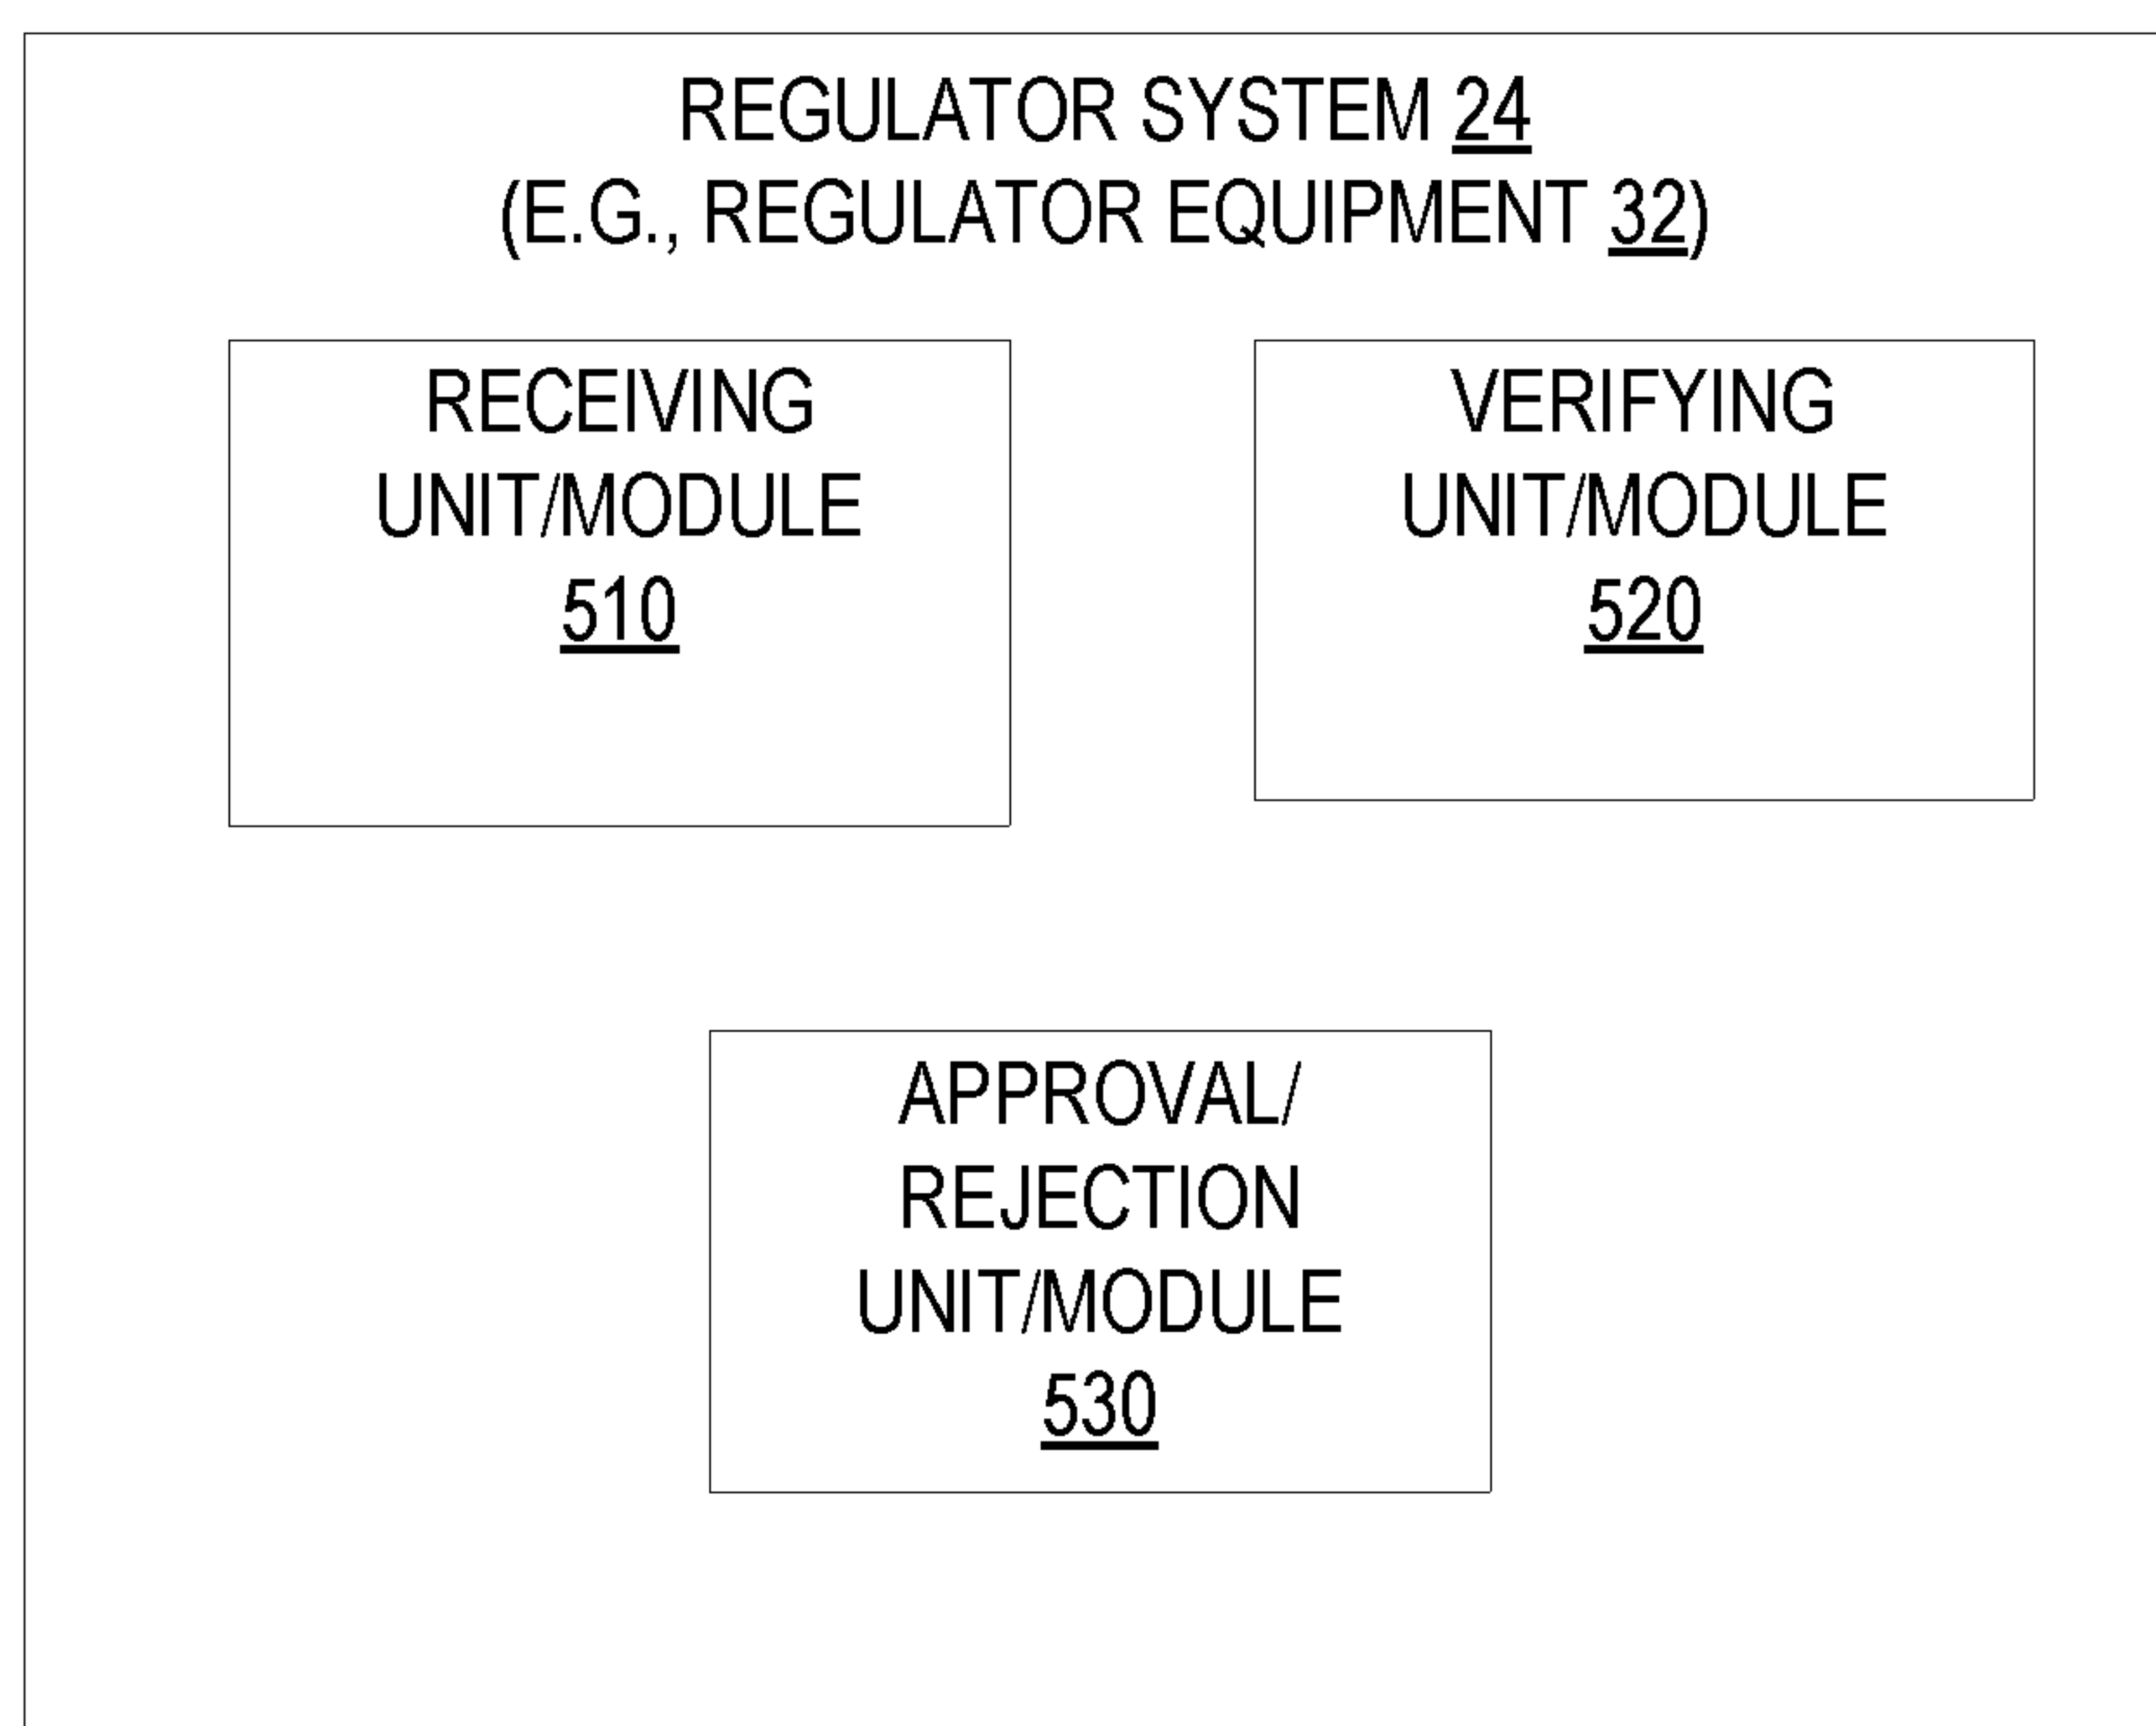 REGULATOR SYSTEM 24
(E.G., REGULATOR EQUIPMENT 32)
RECEIVING
UNIT/MODULE
510
VERIFYING
UNIT/MODULE
520
APPROVAL/
REJECTION
UNIT/MODULE
530